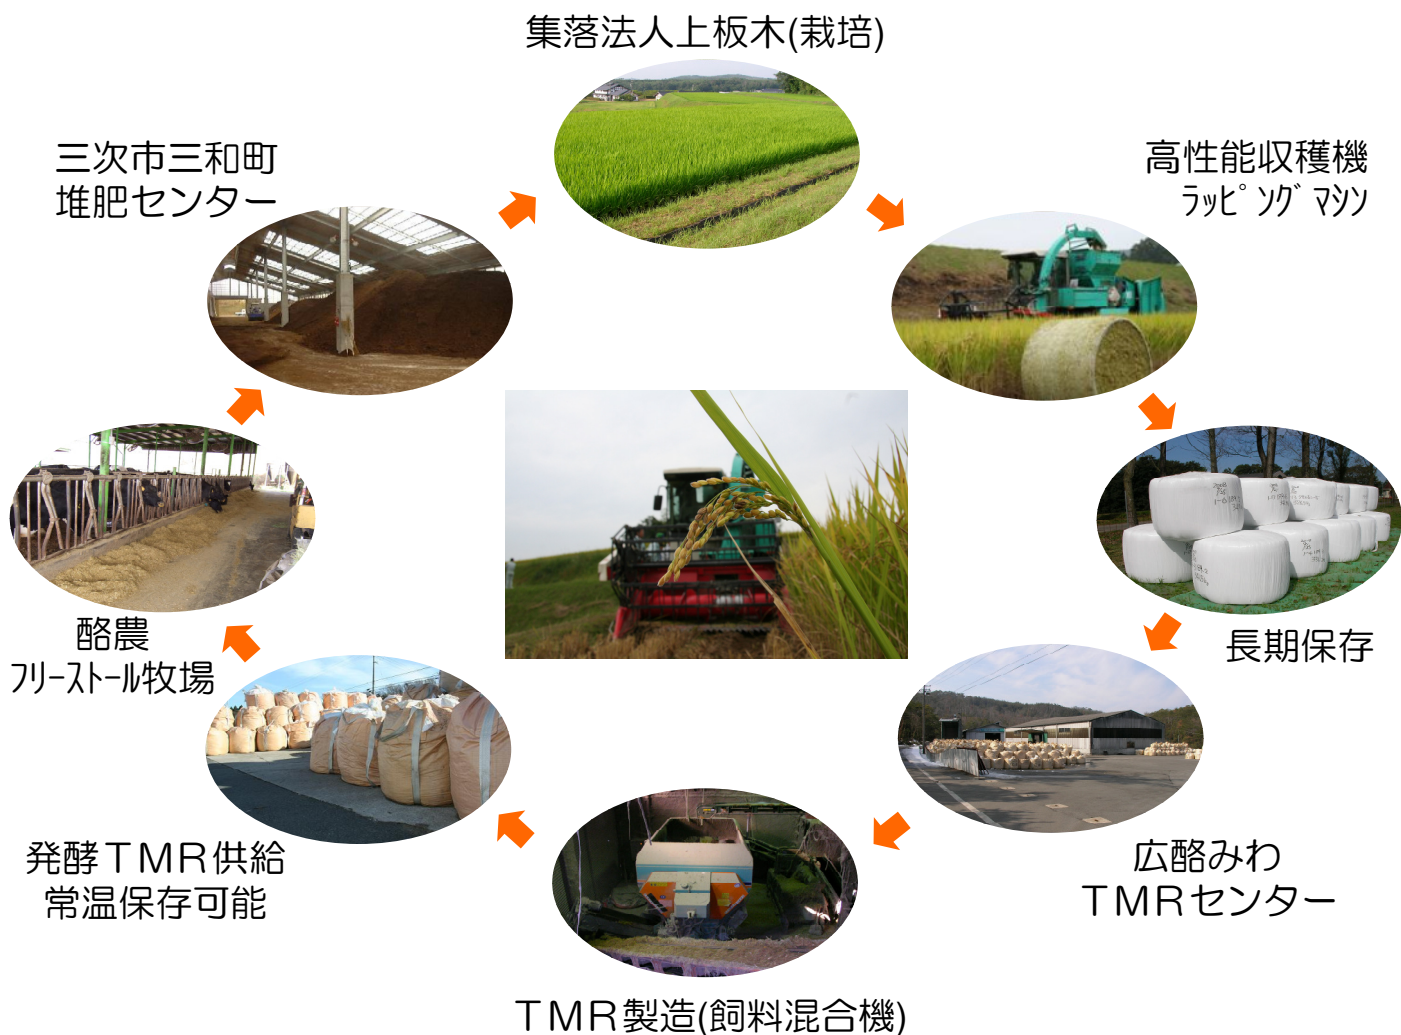 集落法人上板木(栽培)
高性能収穫機
ﾗｯﾋﾟﾝｸﾞﾏｼﾝ
長期保存
広酪みわ
ＴＭＲセンター
ＴＭＲ製造(飼料混合機)
発酵ＴＭＲ供給
常温保存可能
酪農
ﾌﾘｰｽﾄｰﾙ牧場
三次市三和町
堆肥センター